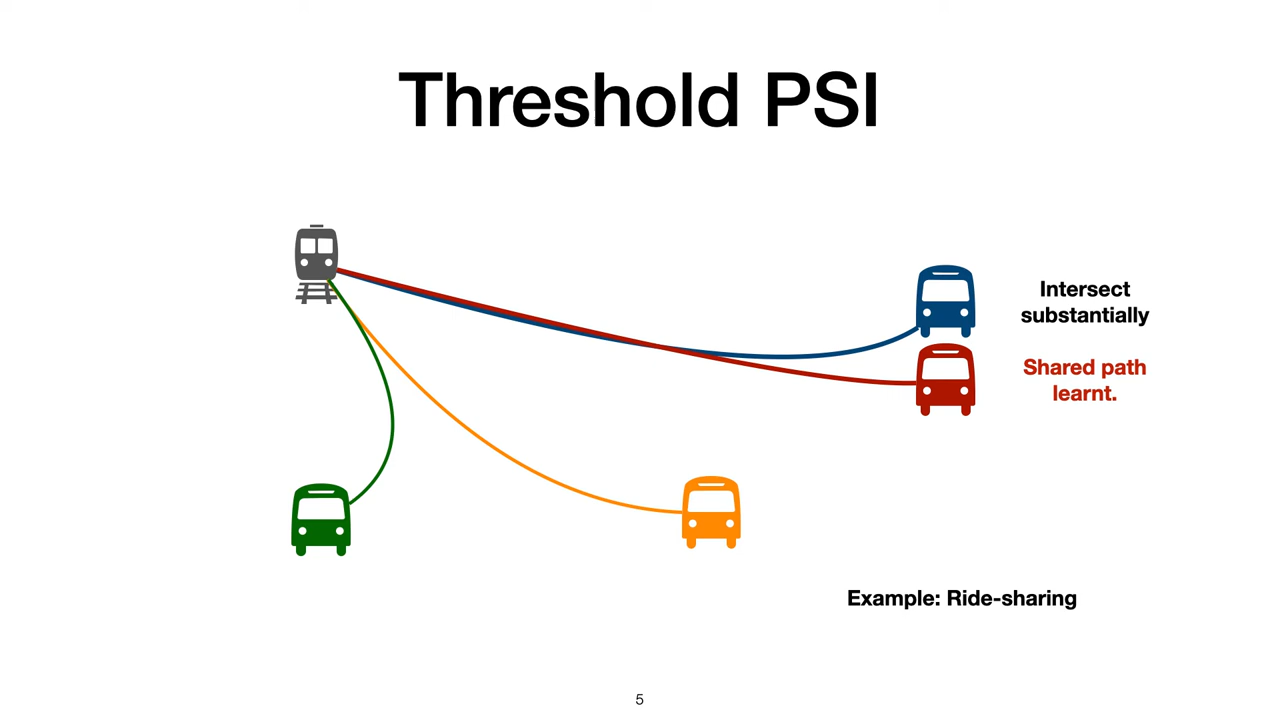 Threshold PSI
Intersect
substantially
Shared path
learnt.
Example: Ride-sharing
5